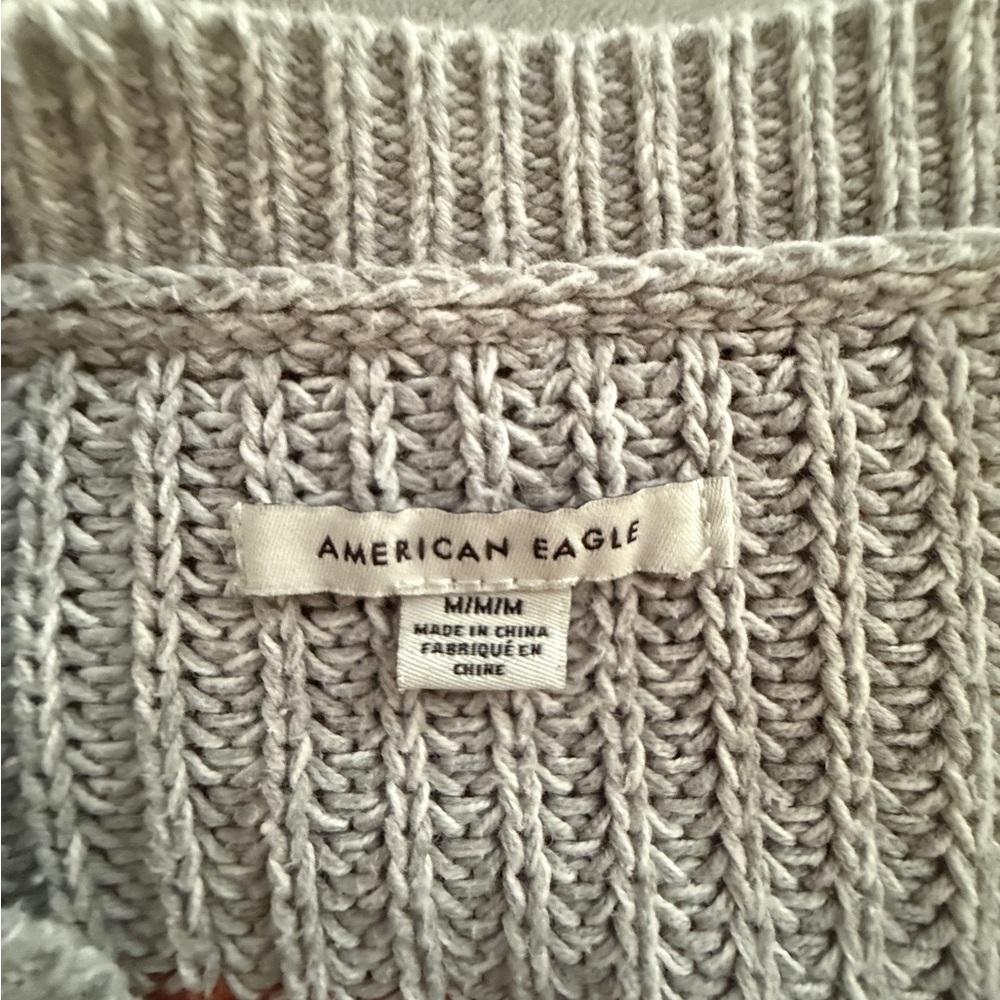 AMERICAN EAGLE
M/M/M
MADE IN CHINA
FABRIQUÉ EN
CHINE